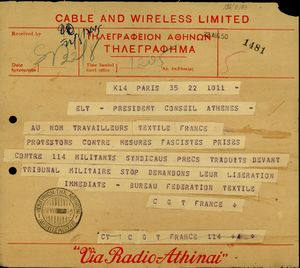 CABLE AND WIRELESS LIMITED
Received by
ΤΗΛΕΓΡΑΦΕΙΟΝ ΑΘΗΝΩΝ
ΤΗΛΕΓΡΑΦΗΜΑ
1481
K14 PARIS 35 22 1011 -
ELT - PRESIDENT CONSEIL ATHENES -
AU NOM TRAVAILLEURS TEXTILE FRANCE
PROTESTONS CONTRE MESURES FASCISTES PRISES
CONTRE 114 MILITANTS SYNDICAUX PRECS TRADUITS DEVANT
TRIBUNAL MILITAIRE STOP DEMANDONS LEUR LIBERATION
IMMEDIATE - BUREAU FEDERATION TEXTILE
C G T FRANCE
CT C G T FRANCE 114
"Via Radio Athinai"